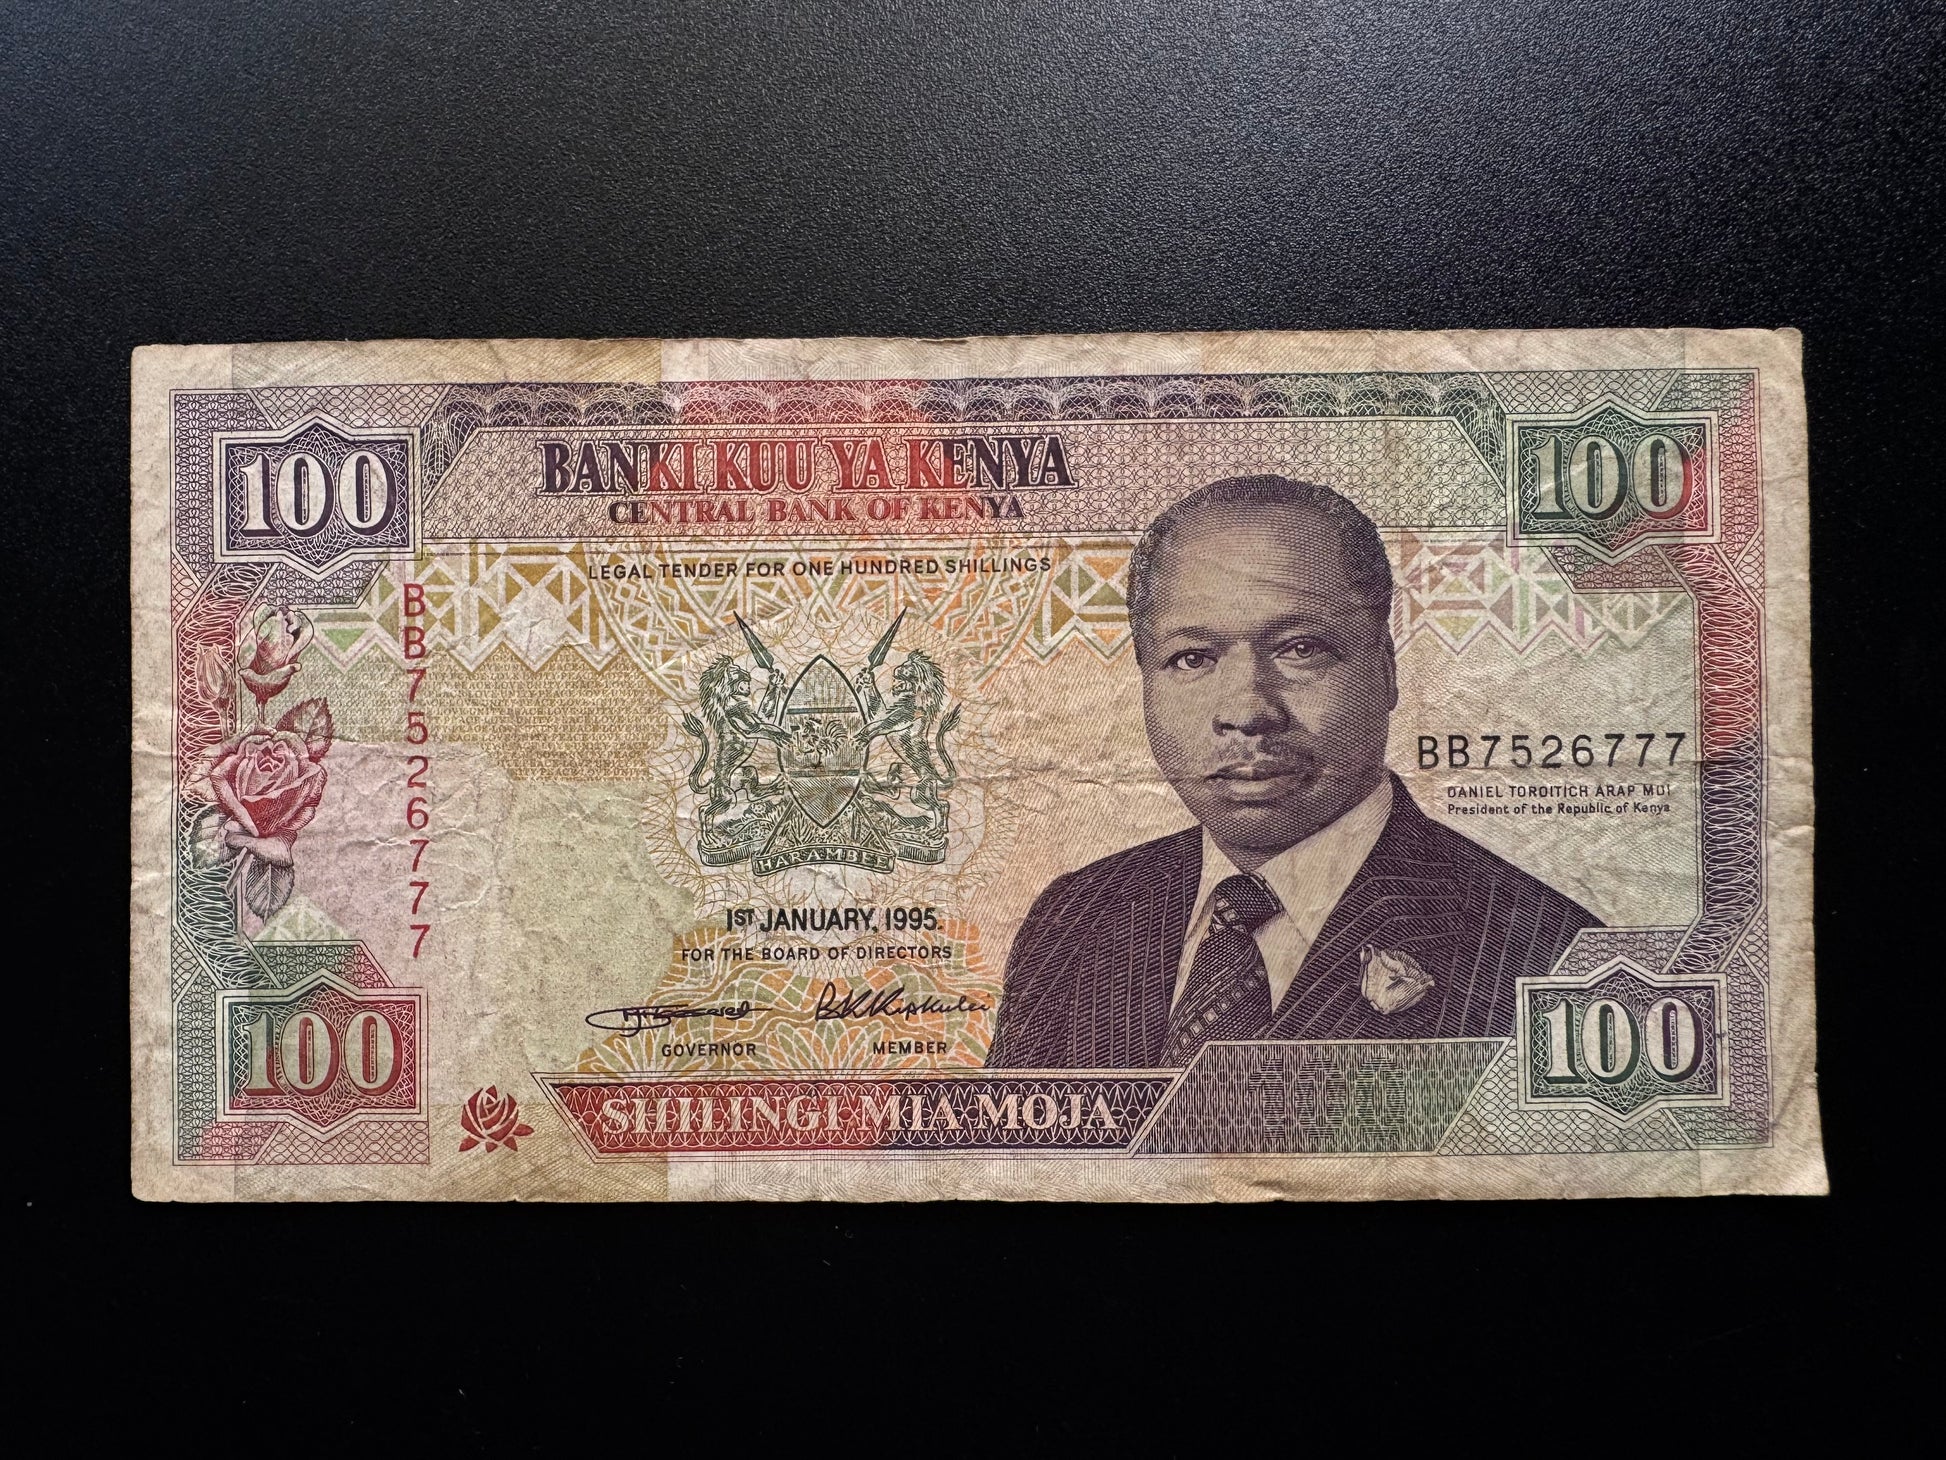 100
BANKI KUU YA KENYA
CENTRAL BANK OF KENYA
100
LEGAL TENDER FOR ONE HUNDRED SHILLINGS
BB7526777
BB7526777
DANIEL TOROITICH ARAP MOI
President of the Republic of Kenya
HARAMBEE
1ST JANUARY, 1995.
FOR THE BOARD OF DIRECTORS
GOVERNOR
MEMBER
100
SHILINGI MIA MOJA
100
100